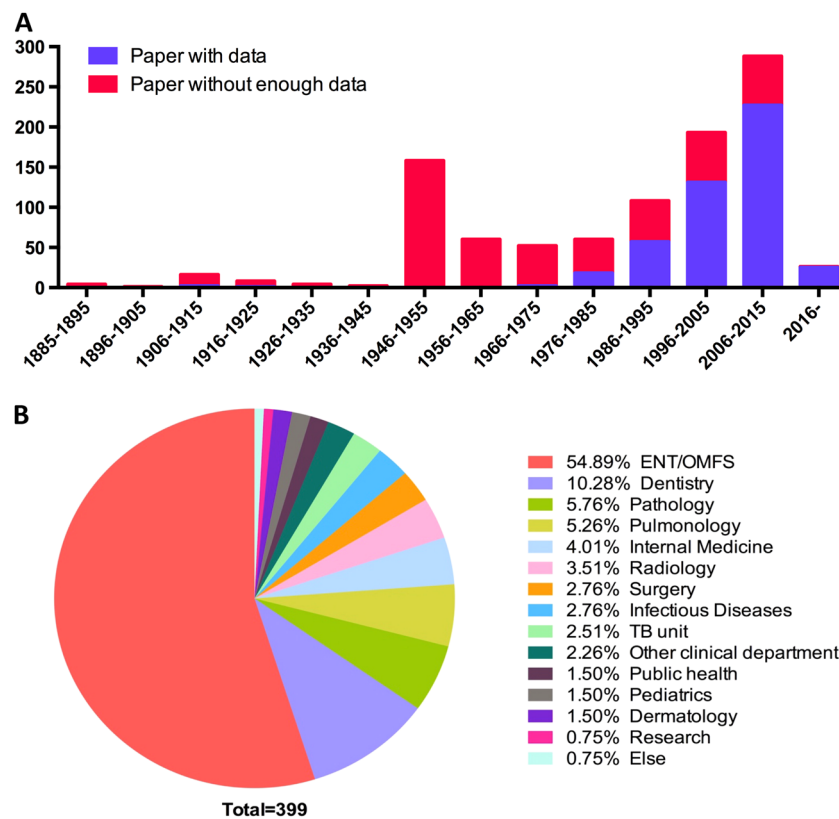 A
300
250
200
150
100
50
0
Paper with data
Paper without enough data
1885-1895
1896-1905
1906-1915
1916-1925
1926-1935
1936-1945
1946-1955
1956-1965
1966-1975
1976-1985
1986-1995
1996-2005
2006-2015
2016-
B
54.89% ENT/OMFS
10.28% Dentistry
5.76% Pathology
5.26% Pulmonology
4.01% Internal Medicine
3.51% Radiology
2.76% Surgery
2.76% Infectious Diseases
2.51% TB unit
2.26% Other clinical department
1.50% Public health
1.50% Pediatrics
1.50% Dermatology
0.75% Research
0.75% Else
Total=399